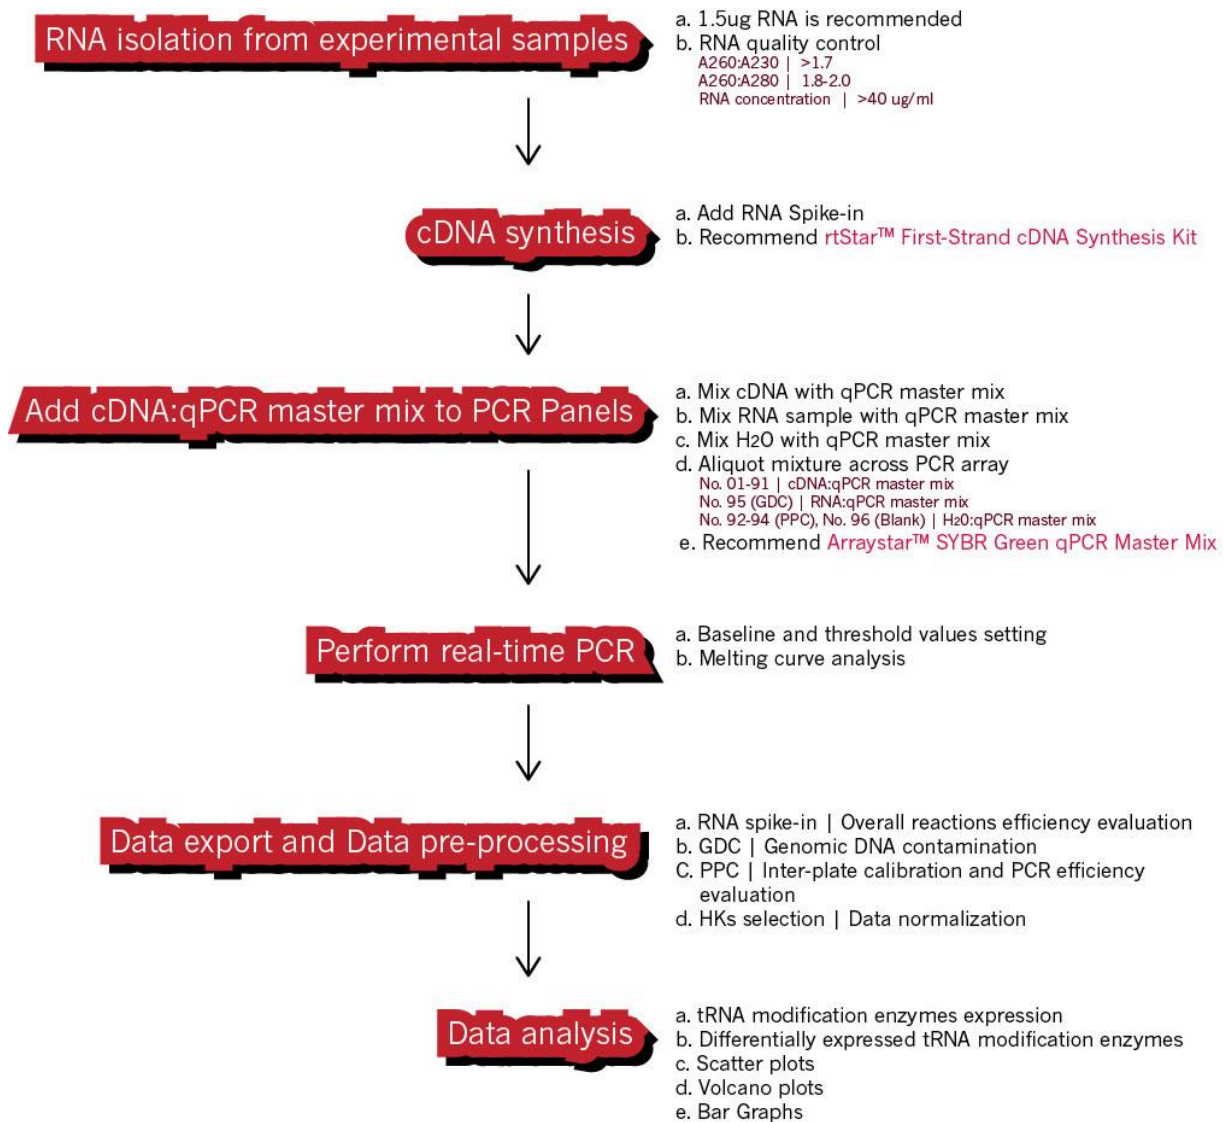 RNA isolation from experimental samples
a. 1.5ug RNA is recommended
b. RNA quality control
A260:A230 | >1.7
A260:A280 | 1.8-2.0
RNA concentration | >40 ug/ml
cDNA synthesis
a. Add RNA Spike-in
b. Recommend rtStar™ First-Strand cDNA Synthesis Kit
Add cDNA:qPCR master mix to PCR Panels
a. Mix cDNA with qPCR master mix
b. Mix RNA sample with qPCR master mix
c. Mix H2O with qPCR master mix
d. Aliquot mixture across PCR array
No. 01-91 | cDNA:qPCR master mix
No. 95 (GDC) | RNA:qPCR master mix
No. 92-94 (PPC), No. 96 (Blank) | H20:qPCR master mix
e. Recommend Arraystar™ SYBR Green qPCR Master Mix
Perform real-time PCR
a. Baseline and threshold values setting
b. Melting curve analysis
Data export and Data pre-processing
a. RNA spike-in | Overall reactions efficiency evaluation
b. GDC | Genomic DNA contamination
C. PPC | Inter-plate calibration and PCR efficiency
evaluation
d. HKs selection | Data normalization
Data analysis
a. tRNA modification enzymes expression
b. Differentially expressed tRNA modification enzymes
c. Scatter plots
d. Volcano plots
e. Bar Graphs